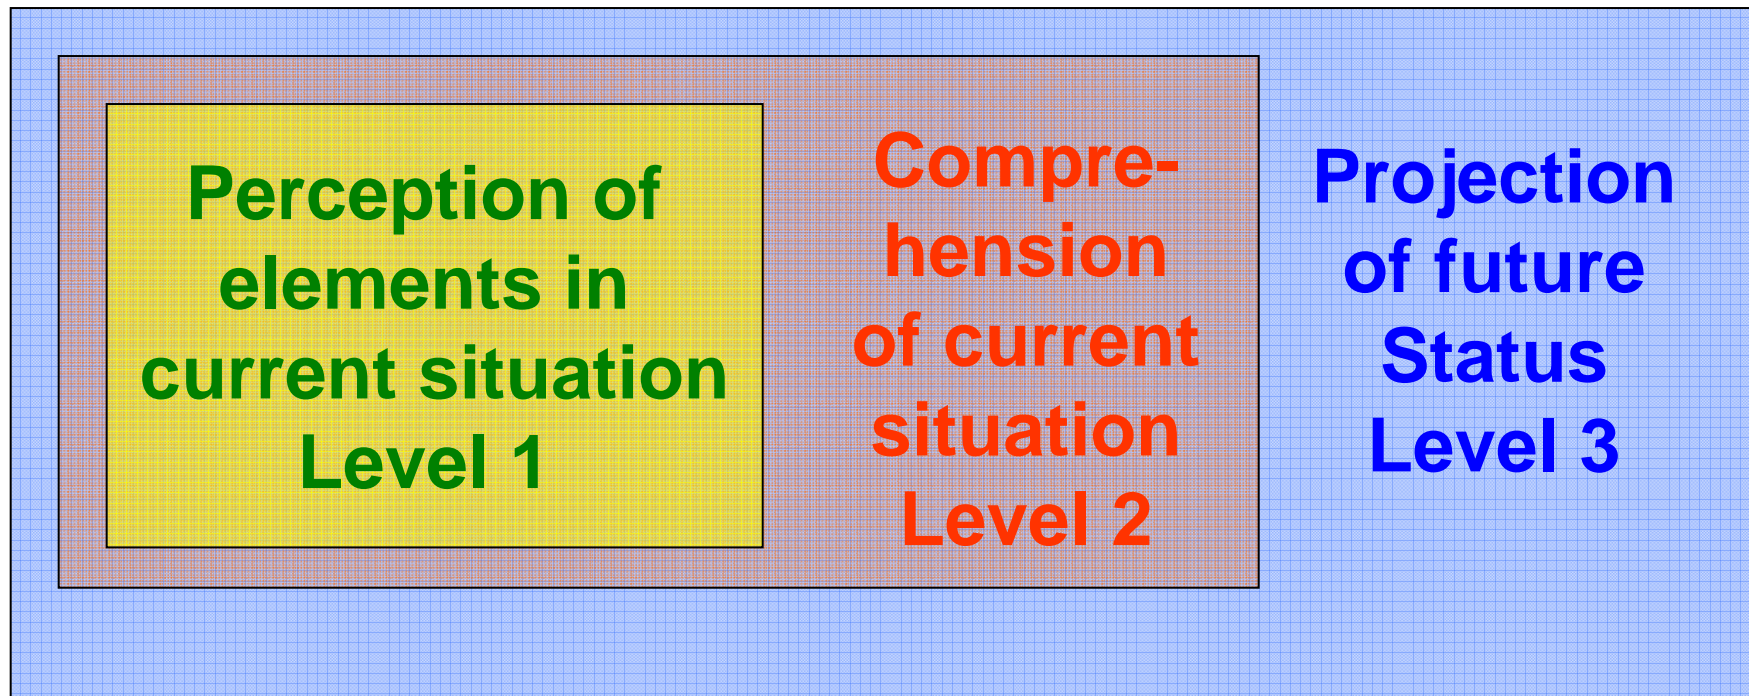 Perception of
elements in
current situation
Level 1
Compre-
hension
of current
situation
Level 2
Projection
of future
Status
Level 3